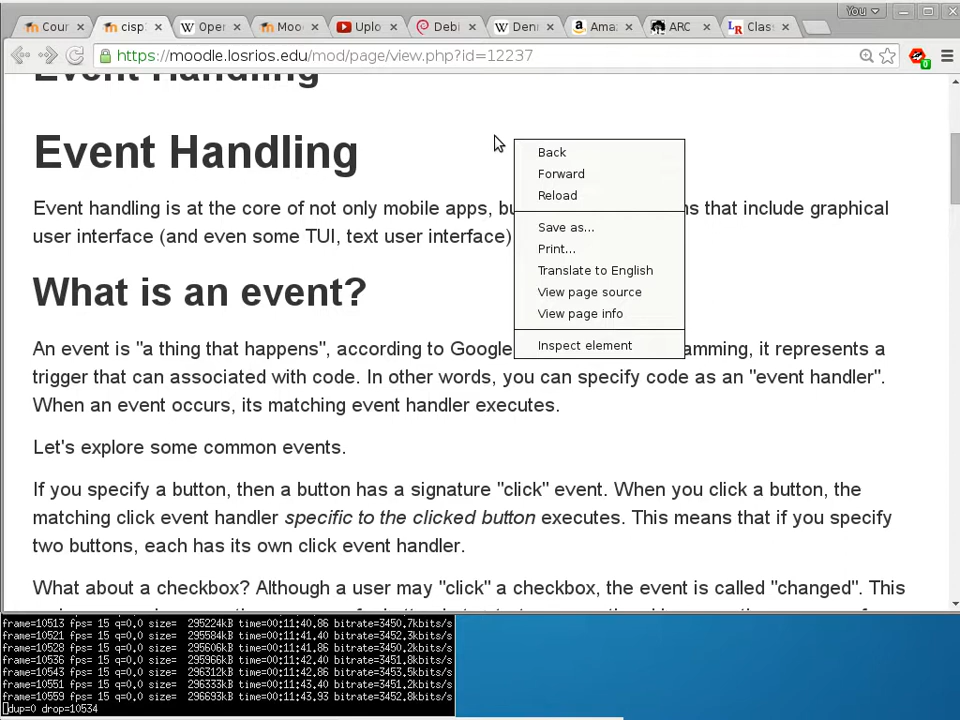 You
Cour
cisp
Oper
Moo
Uplo
Debi
Denr
Ama
ARC
Class
https://moodle.losrios.edu/mod/page/view.php?id=12237
0
Event Handling
Event Handling
Event handling is at the core of not only mobile apps, bu ns that include graphical
user interface (and even some TUI, text user interface)
What is an event?
An event is "a thing that happens", according to Google amming, it represents a
trigger that can associated with code. In other words, you can specify code as an "event handler".
When an event occurs, its matching event handler executes.
Let's explore some common events.
If you specify a button, then a button has a signature "click" event. When you click a button, the
matching click event handler specific to the clicked button executes. This means that if you specify
two buttons, each has its own click event handler.
What about a checkbox? Although a user may "click" a checkbox, the event is called "changed". This
Back
Forward
Reload
Save as...
Print...
Translate to English
View page source
View page info
Inspect element
frame=10513 fps= 15 q=0.0 size= 295224kB time=00:11:40.86 bitrate=3450.7kbits/s
frame=10521 fps= 15 q=0.0 size= 295584kB time=00:11:41.40 bitrate=3452.3kbits/s
frame=10528 fps= 15 q=0.0 size= 295606kB time=00:11:41.86 bitrate=3450.2kbits/s
frame=10536 fps= 15 q=0.0 size= 295966kB time=00:11:42.40 bitrate=3451.8kbits/s
frame=10543 fps= 15 q=0.0 size= 296312kB time=00:11:42.86 bitrate=3453.5kbits/s
frame=10551 fps= 15 q=0.0 size= 296333kB time=00:11:43.40 bitrate=3451.2kbits/s
frame=10559 fps= 15 q=0.0 size= 296693kB time=00:11:43.93 bitrate=3452.8kbits/s
dup=0 drop=10534